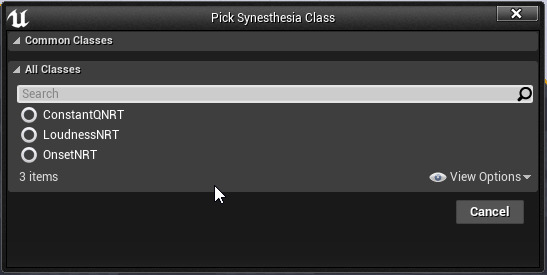 Pick Synesthesia Class
Common Classes
All Classes
Search
ConstantQNRT
LoudnessNRT
OnsetNRT
3 items
View Options
Cancel